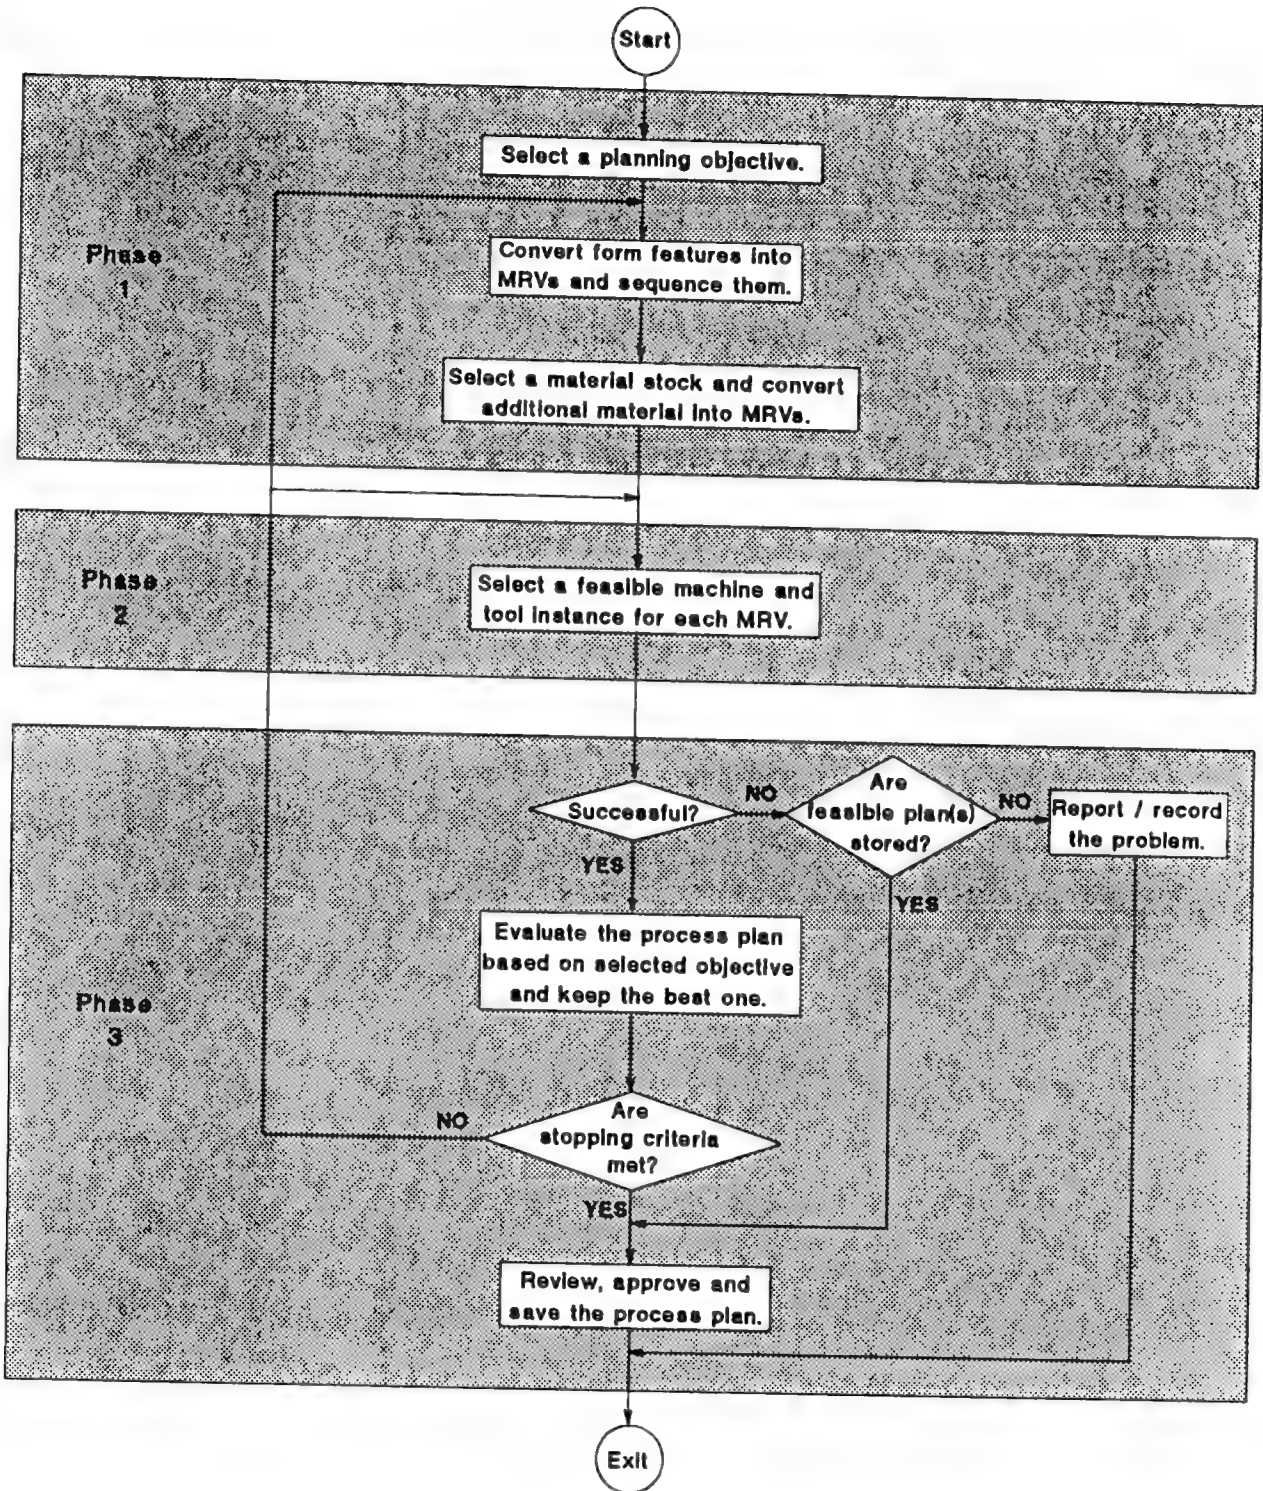 Start
Select a planning objective.
Phase
1
Convert form features into
MRVs and sequence them.
Select a material stock and convert
additional material into MRVs.
Phase
2
Select a feasible machine and
tool instance for each MRV.
Successful?
NO
Are
feasible plan(s)
stored?
NO
Report / record
the problem.
YES
YES
Evaluate the process plan
based on selected objective
and keep the best one.
Phase
3
NO
Are
stopping criteria
met?
YES
Review, approve and
save the process plan.
Exit